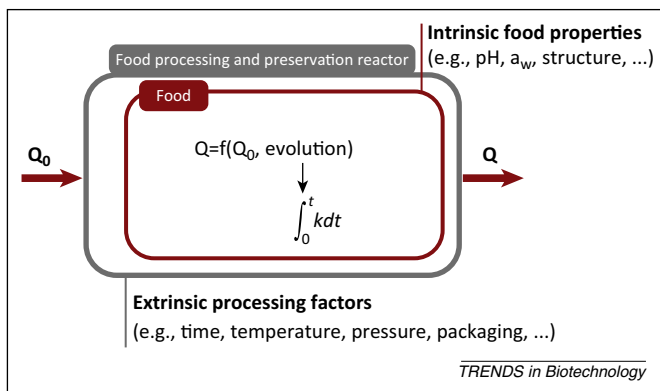 Intrinsic food properties
(e.g., pH, a_w, structure, ...)
Food processing and preservation reactor
Food
Q₀
Q=f(Q₀, evolution)
Q
∫₀ᵗ kdt
Extrinsic processing factors
(e.g., time, temperature, pressure, packaging, ...)
TRENDS in Biotechnology